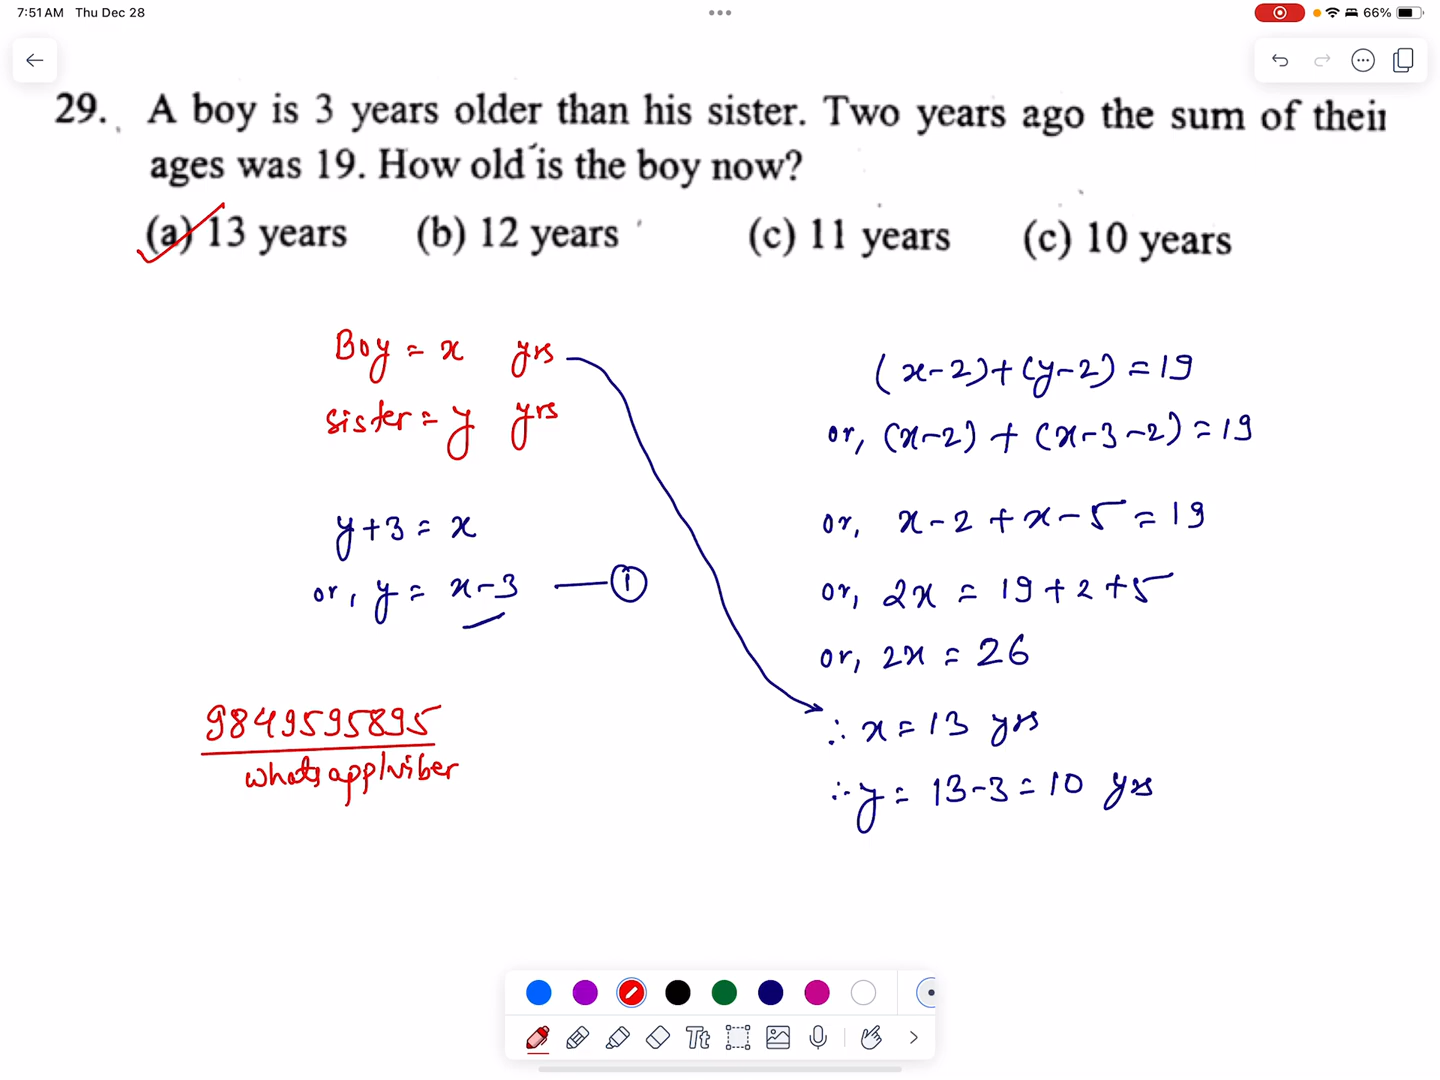 7:51 AM Thu Dec 28
66%
29. A boy is 3 years older than his sister. Two years ago the sum of their
ages was 19. How old is the boy now?
(a) 13 years (b) 12 years (c) 11 years (c) 10 years
Boy = x yrs
sister = y yrs
y+3 = x
or, y = x-3 —— ①
9849595895
whatsapp/viber
(x-2)+(y-2) = 19
or, (x-2) + (x-3-2) = 19
or, x-2 + x-5 = 19
or, 2x = 19+2+5
or, 2x = 26
∴ x = 13 yrs
∴ y = 13-3 = 10 yrs
Tt